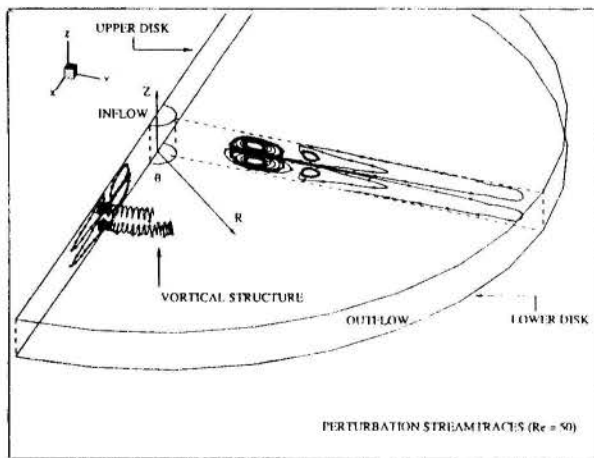 UPPER DISK
Z
Y
X
Z
INFLOW
θ
R
VORTICAL STRUCTURE
OUTFLOW
LOWER DISK
PERTURBATION STREAMTRACES (Re = 50)